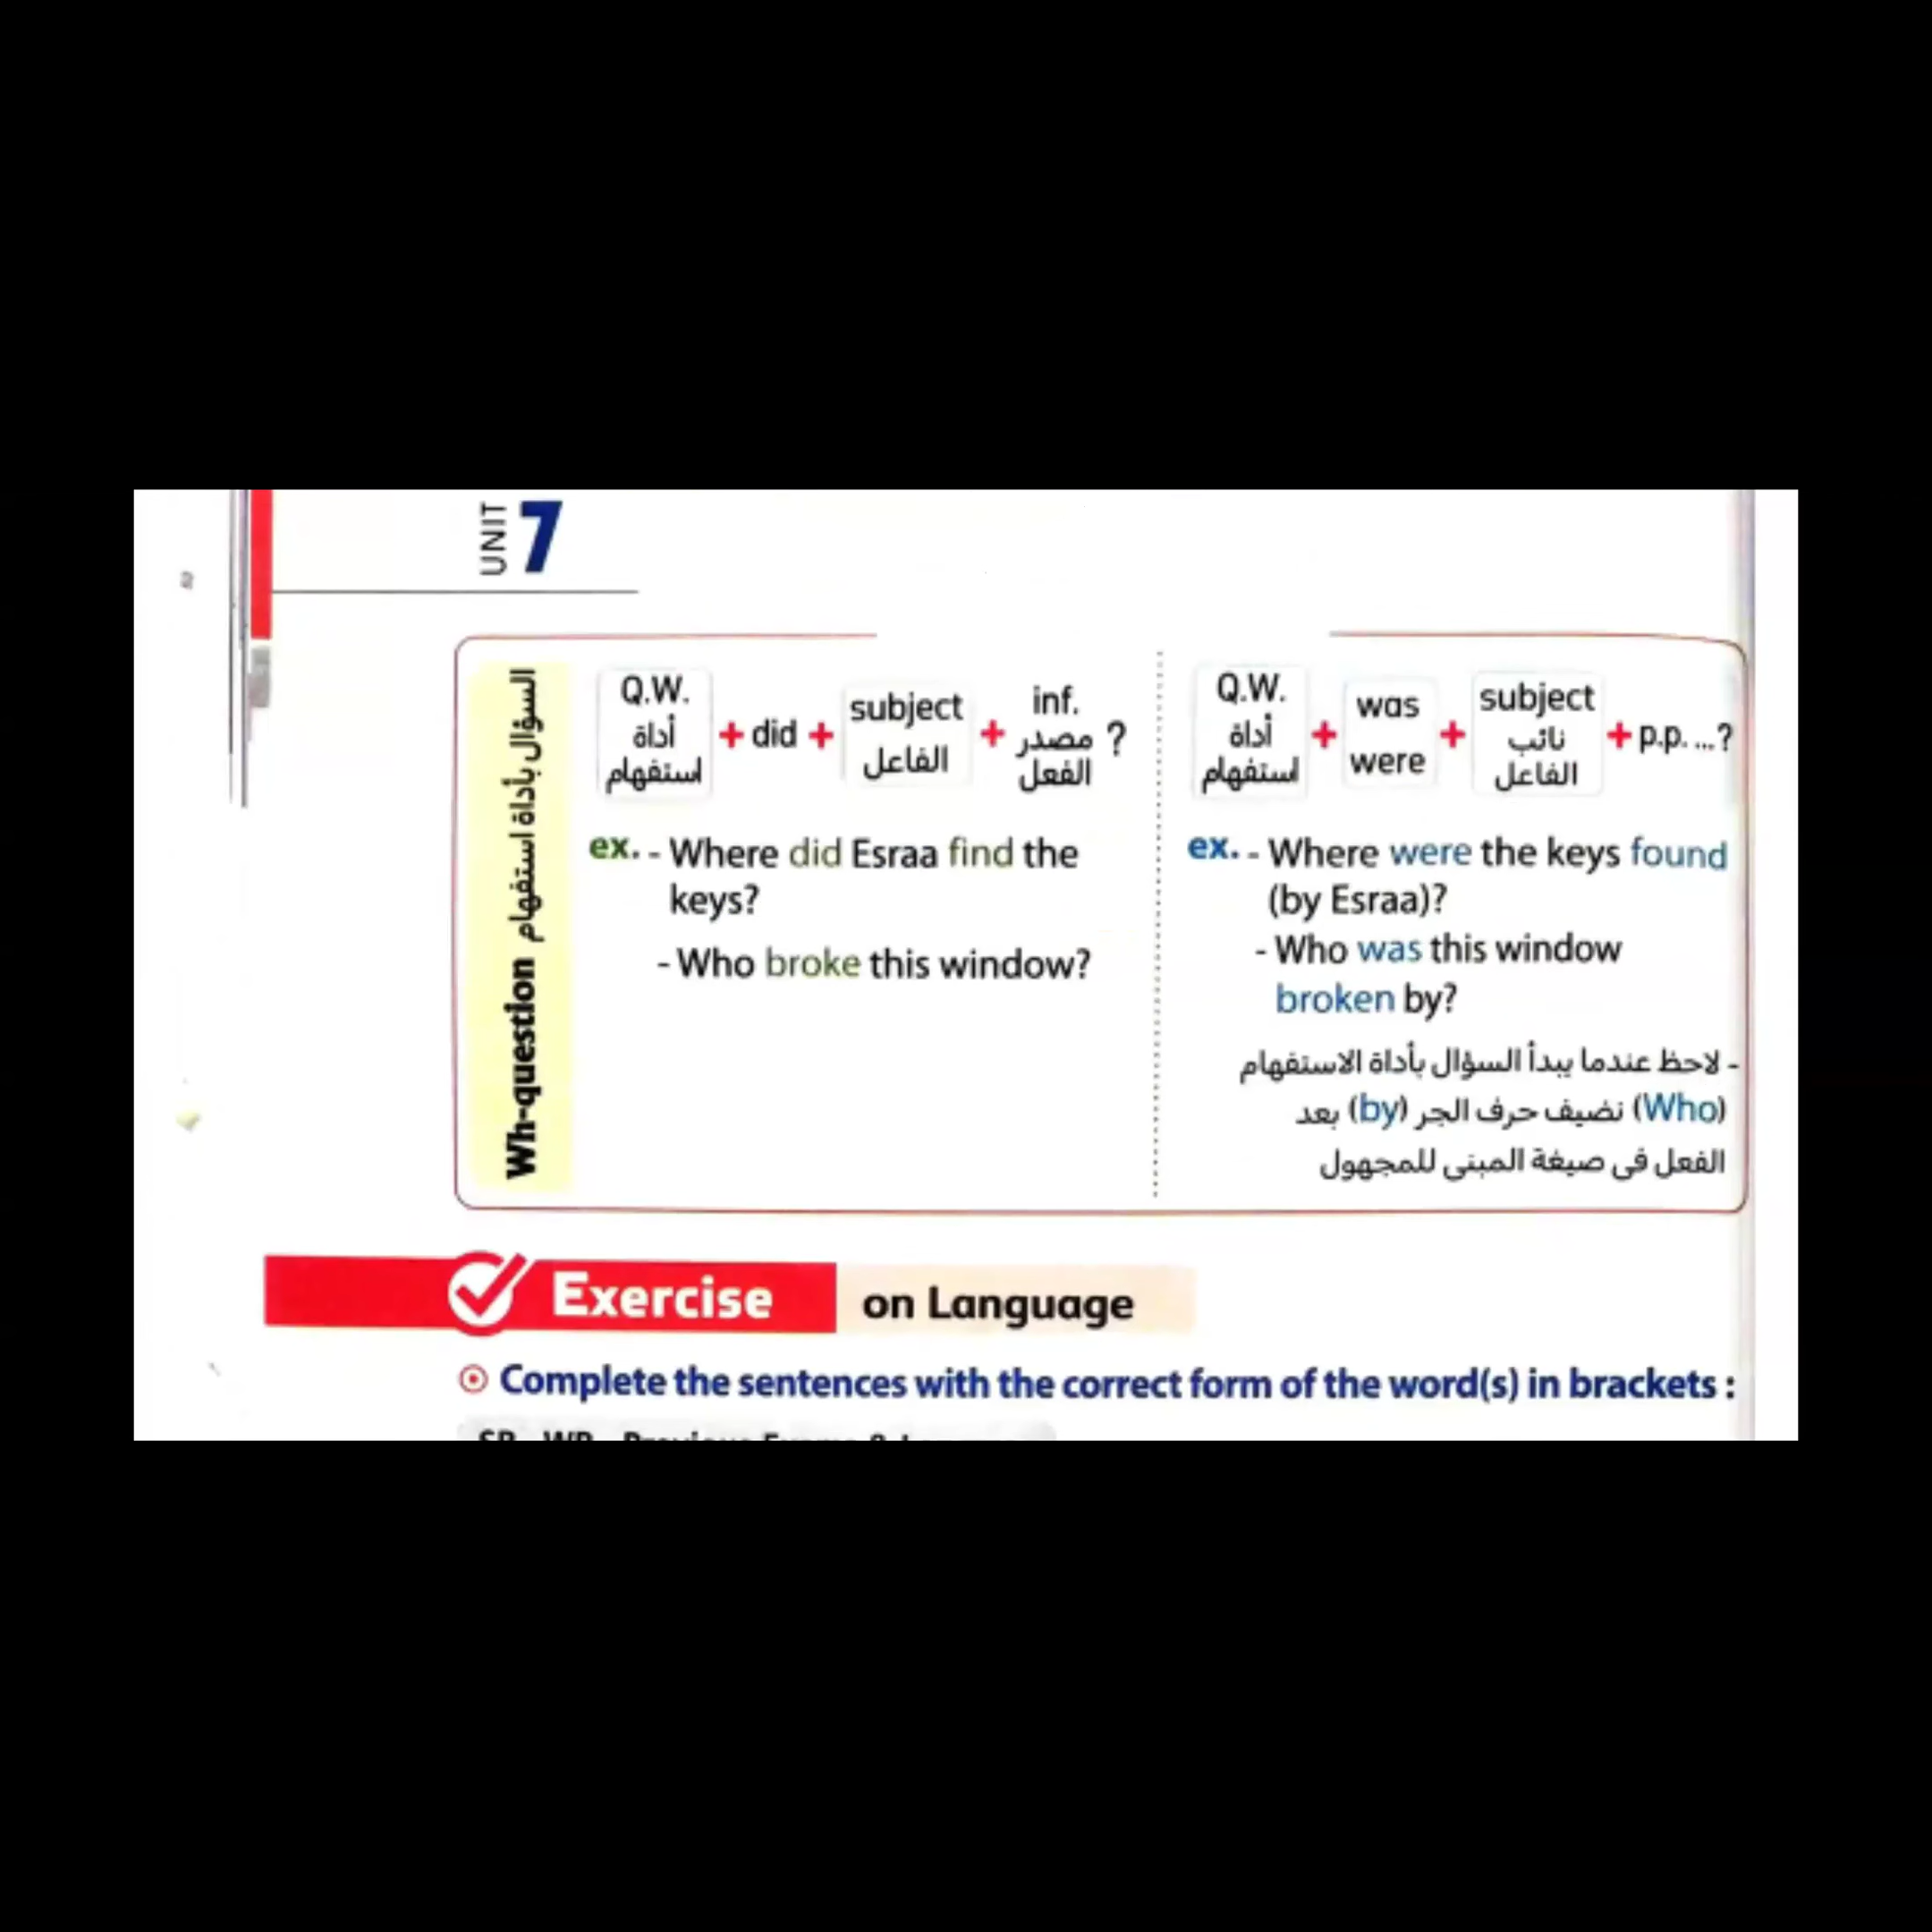 UNIT 7
Wh-question السؤال بأداة استفهام
Q.W. أداة استفهام + did + subject الفاعل + inf. مصدر الفعل ?
ex. - Where did Esraa find the
keys?
- Who broke this window?
Q.W. أداة استفهام + was were + subject نائب الفاعل + p.p. ...?
ex. - Where were the keys found
(by Esraa)?
- Who was this window
broken by?
- لاحظ عندما يبدأ السؤال بأداة الاستفهام
(Who) نضيف حرف الجر (by) بعد
الفعل فى صيغة المبنى للمجهول
Exercise on Language
Complete the sentences with the correct form of the word(s) in brackets :